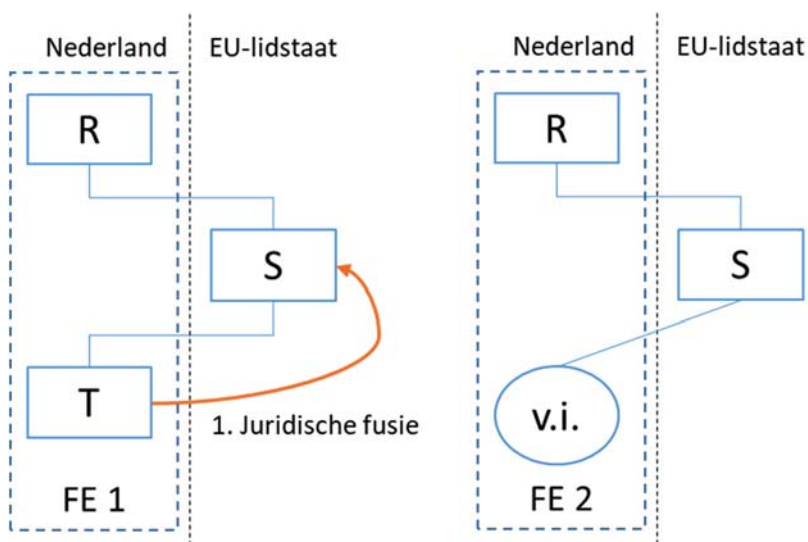 Nederland EU-lidstaat
R
S
T
1. Juridische fusie
FE 1
Nederland EU-lidstaat
R
S
v.i.
FE 2